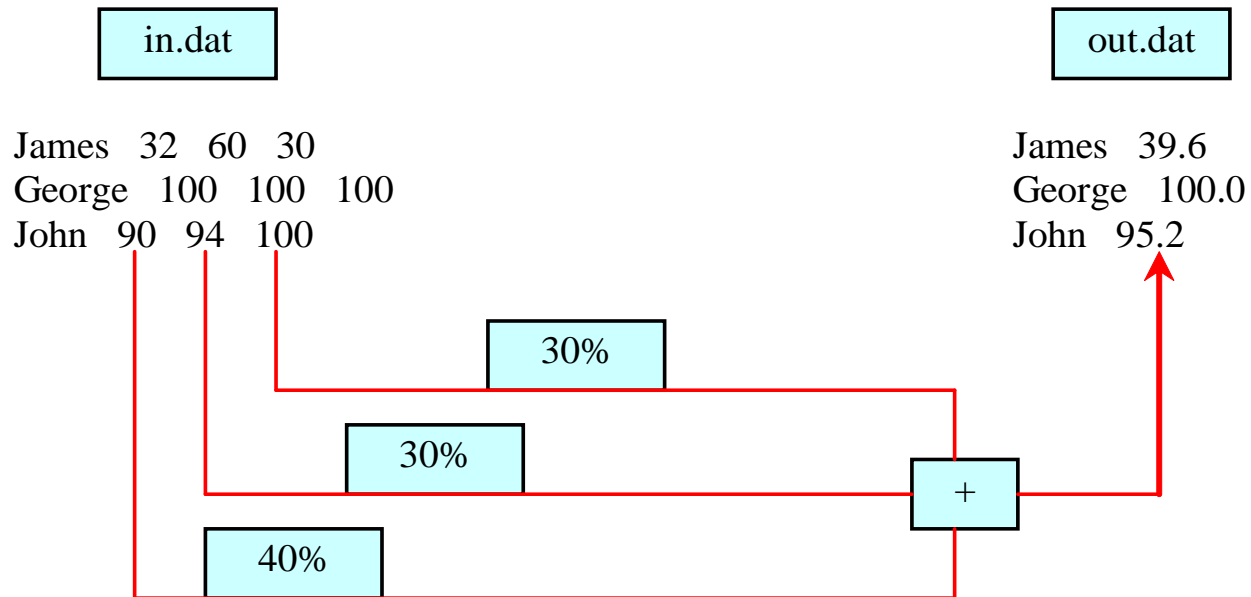 in.dat
out.dat
James 32 60 30
George 100 100 100
John 90 94 100
James 39.6
George 100.0
John 95.2
30%
30%
+
40%